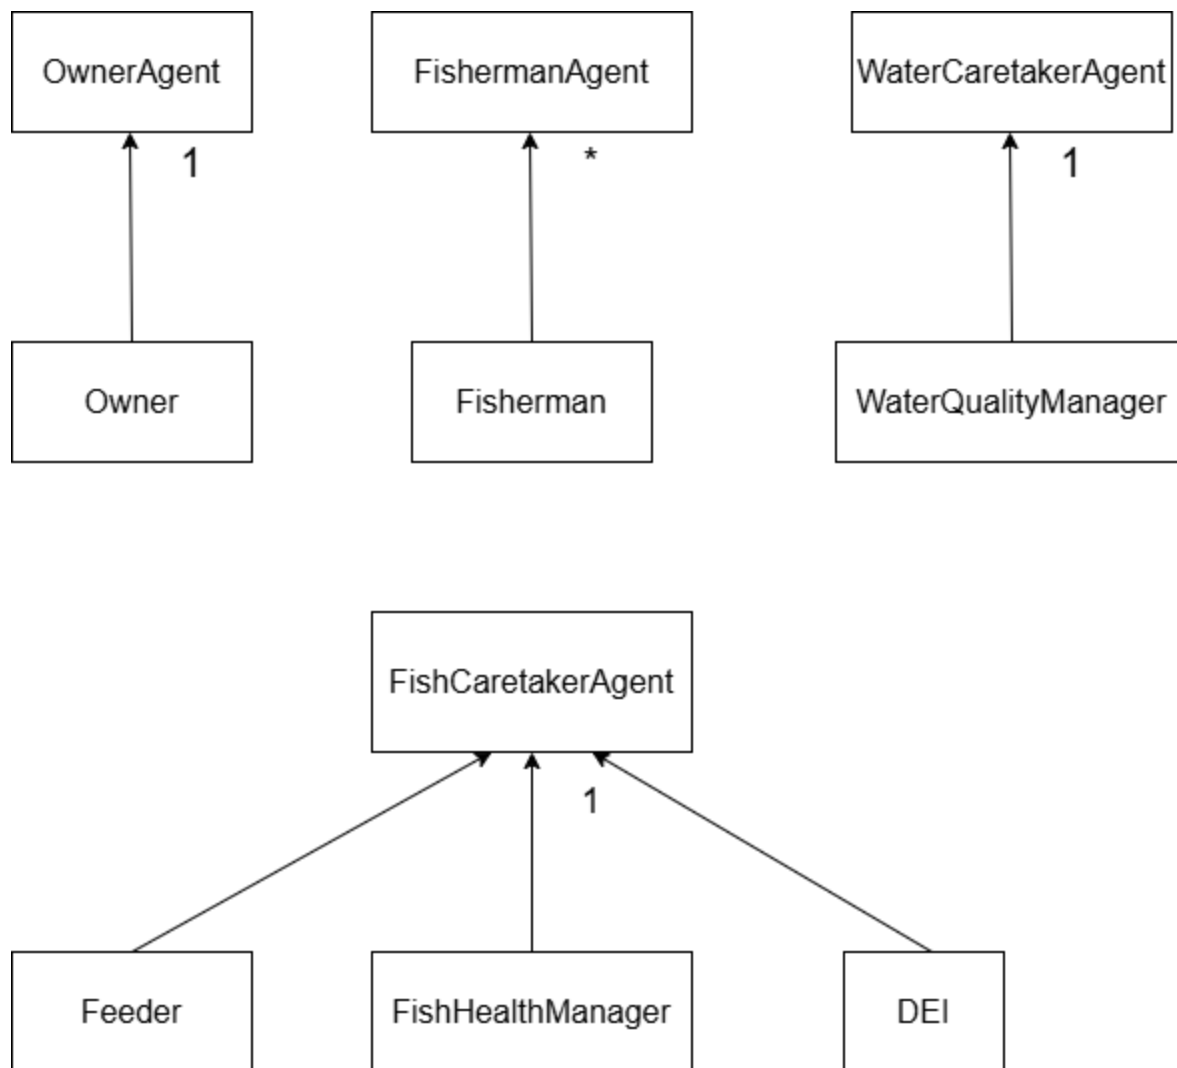 OwnerAgent
FishermanAgent
WaterCaretakerAgent
1
*
1
Owner
Fisherman
WaterQualityManager
FishCaretakerAgent
1
Feeder
FishHealthManager
DEI